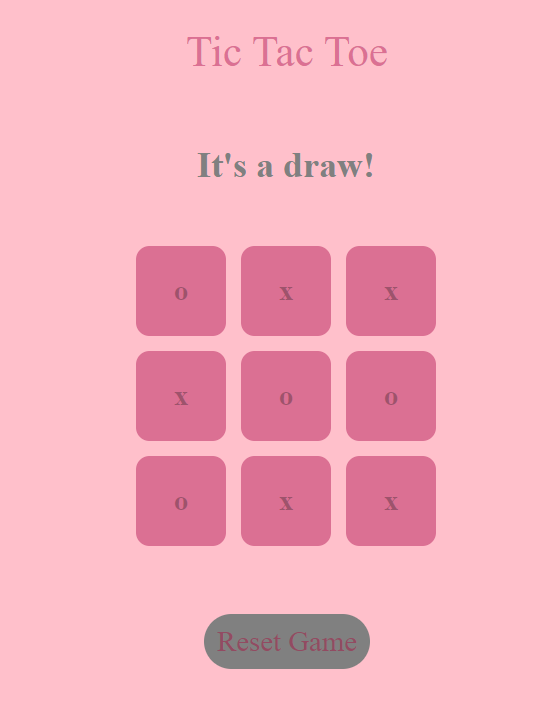 Tic Tac Toe
It's a draw!
o x x
x o o
o x x
Reset Game